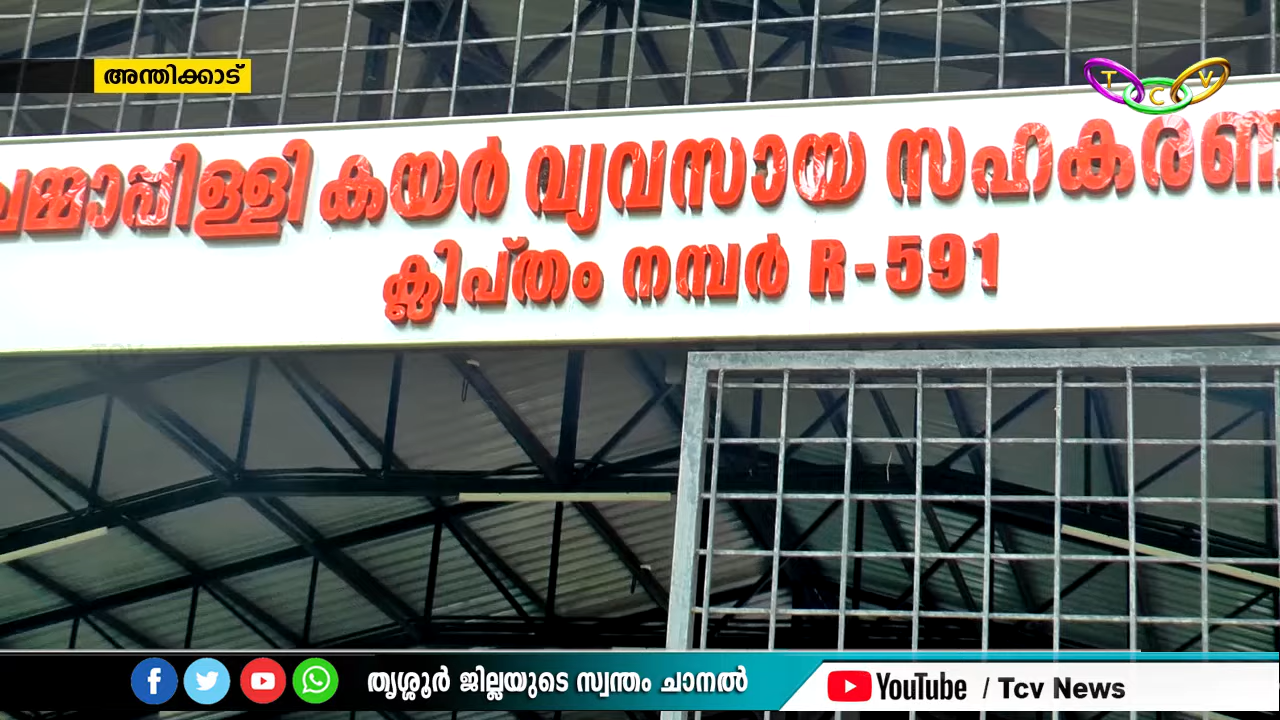 അന്തിക്കാട്
T C V
ചെമ്മാപ്പിള്ളി കയർ വ്യവസായ സഹകരണ
ക്ലിപ്തം നമ്പർ R-591
TCV
തൃശ്ശൂർ ജില്ലയുടെ സ്വന്തം ചാനൽ
YouTube / Tcv News